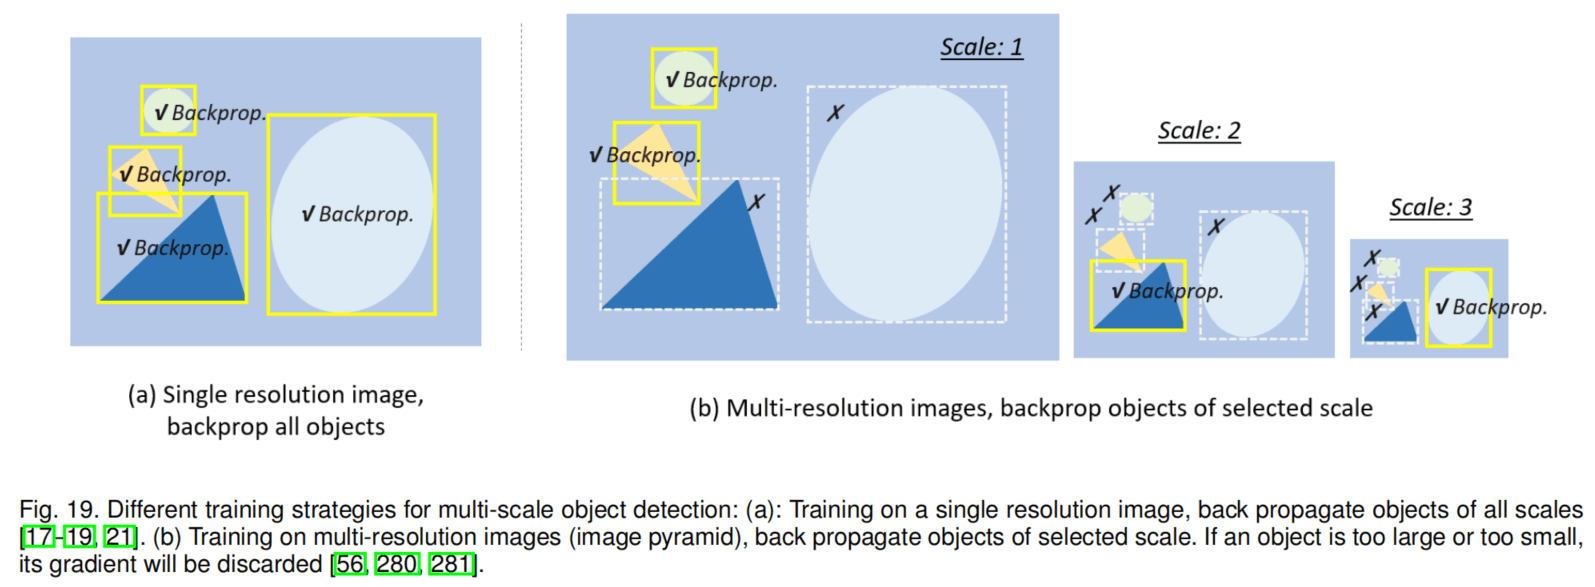 √ Backprop.
√ Backprop.
√ Backprop.
√ Backprop.
(a) Single resolution image,
backprop all objects
Scale: 1
√ Backprop.
√ Backprop.
✗
✗
Scale: 2
✗
✗
✗
√ Backprop.
Scale: 3
✗
✗
✗
√ Backprop.
(b) Multi-resolution images, backprop objects of selected scale
Fig. 19. Different training strategies for multi-scale object detection: (a): Training on a single resolution image, back propagate objects of all scales
[17–19, 21]. (b) Training on multi-resolution images (image pyramid), back propagate objects of selected scale. If an object is too large or too small,
its gradient will be discarded [56, 280, 281].